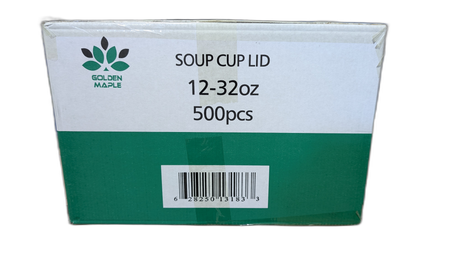 GOLDEN
MAPLE
SOUP CUP LID
12-32oz
500pcs
6 28250 13183 3